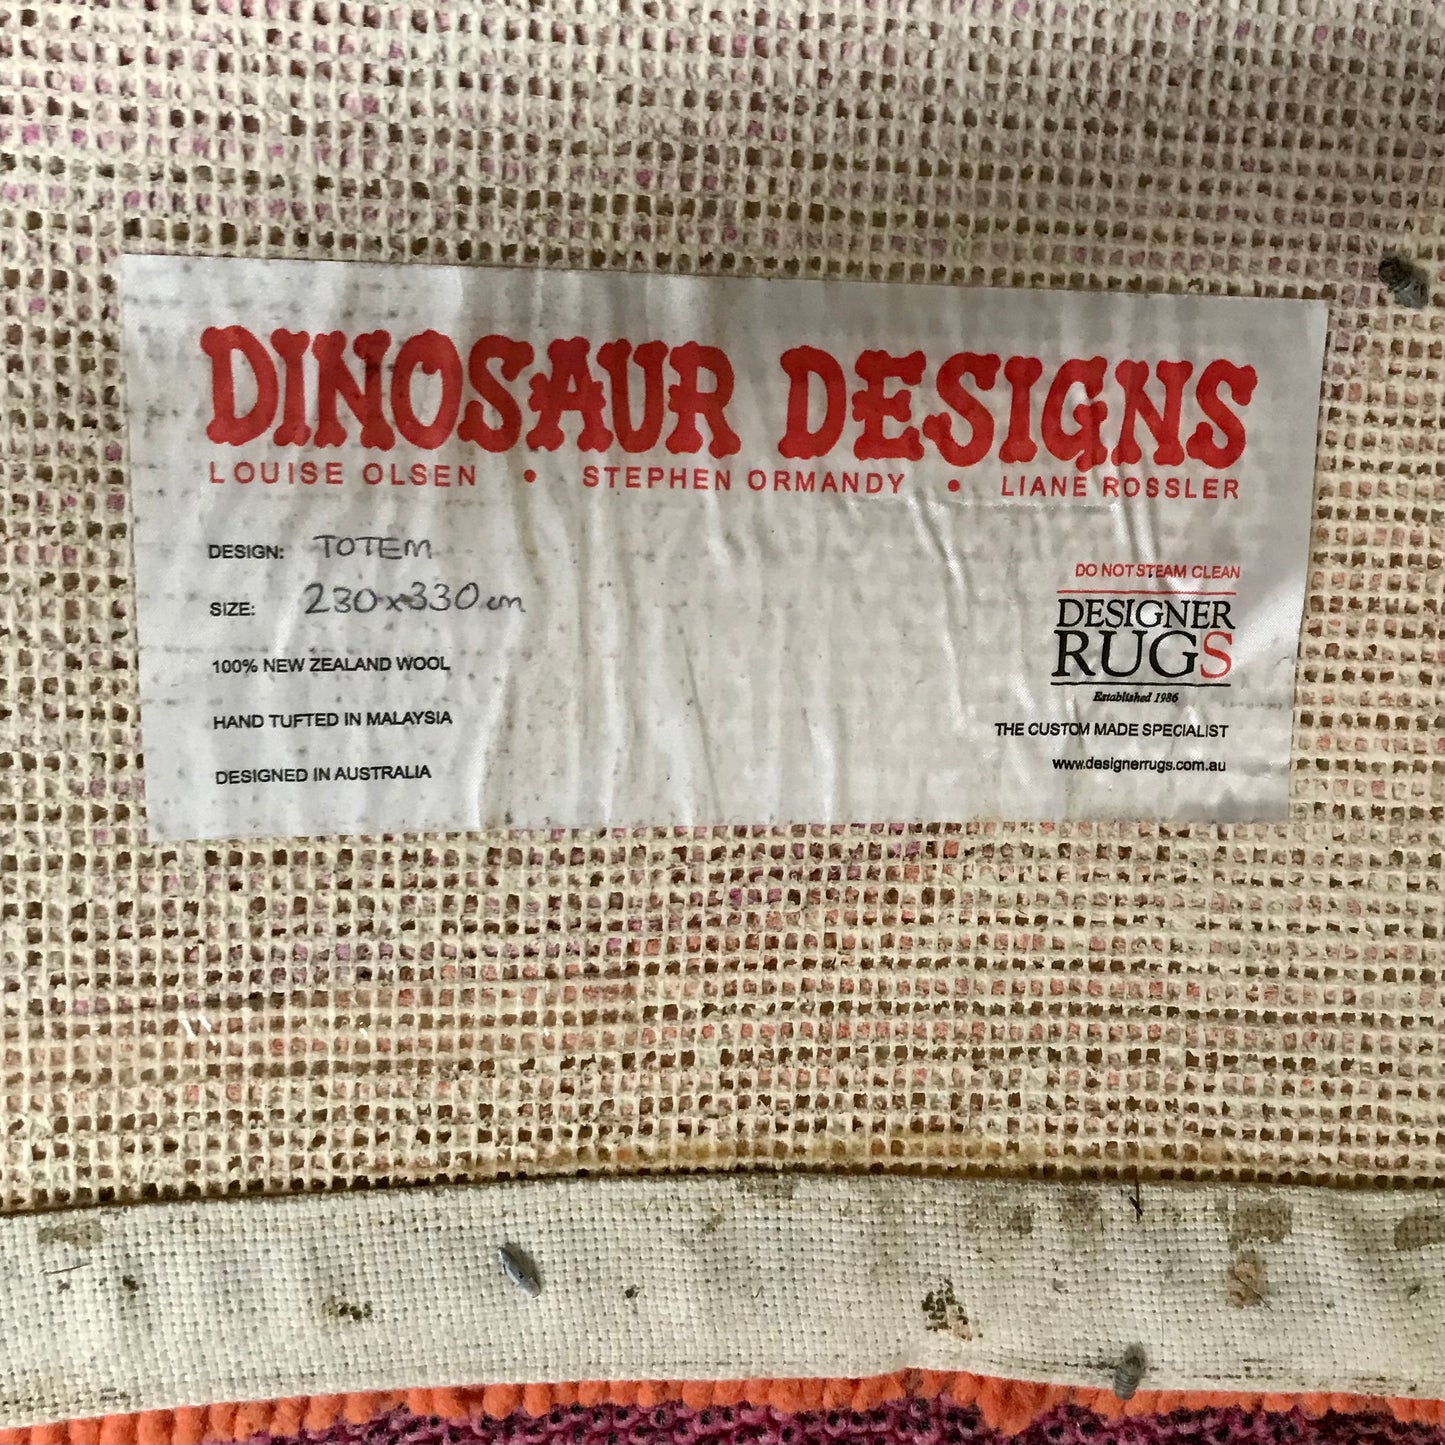 DINOSAUR DESIGNS
LOUISE OLSEN • STEPHEN ORMANDY • LIANE ROSSLER
DESIGN: TOTEM
SIZE: 230x330cm
100% NEW ZEALAND WOOL
HAND TUFTED IN MALAYSIA
DESIGNED IN AUSTRALIA
DO NOT STEAM CLEAN
DESIGNER
RUGS
Established 1986
THE CUSTOM MADE SPECIALIST
www.designerrugs.com.au